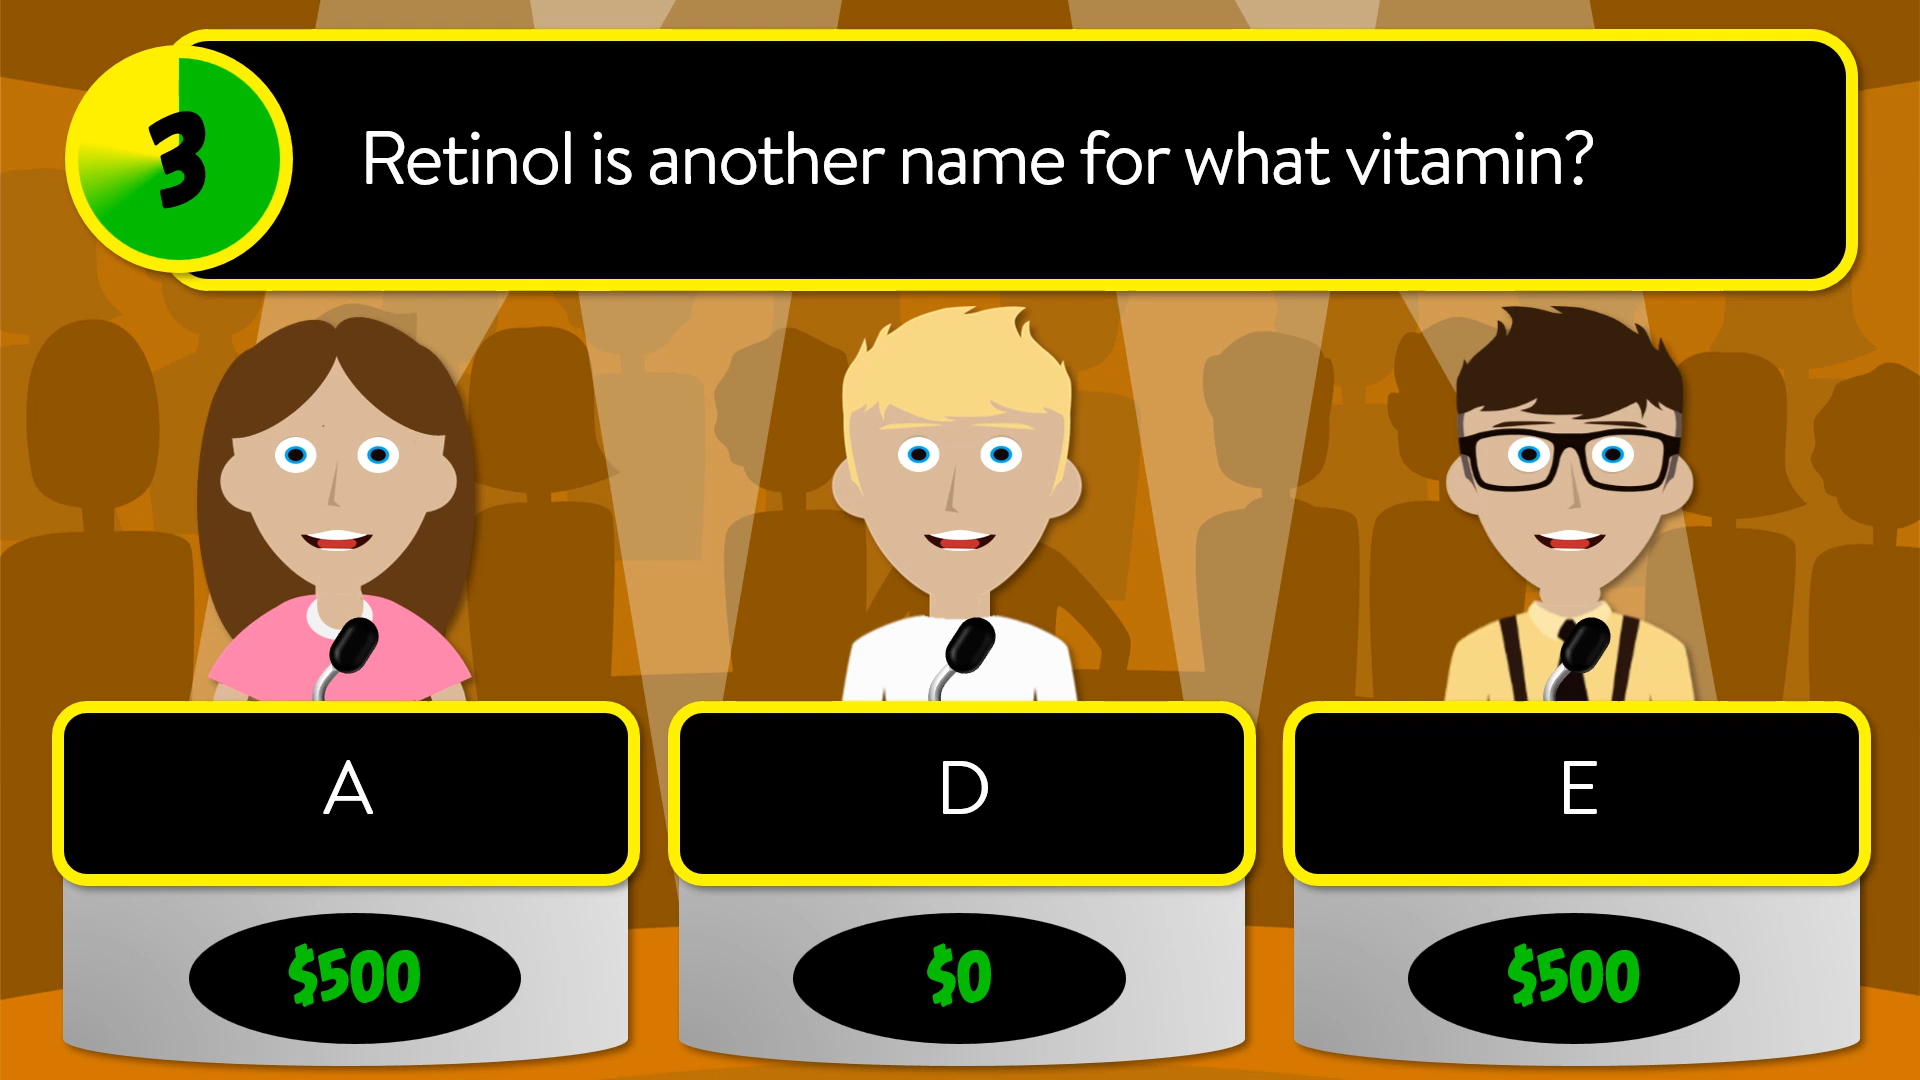 3
Retinol is another name for what vitamin?
A
D
E
$500
$0
$500